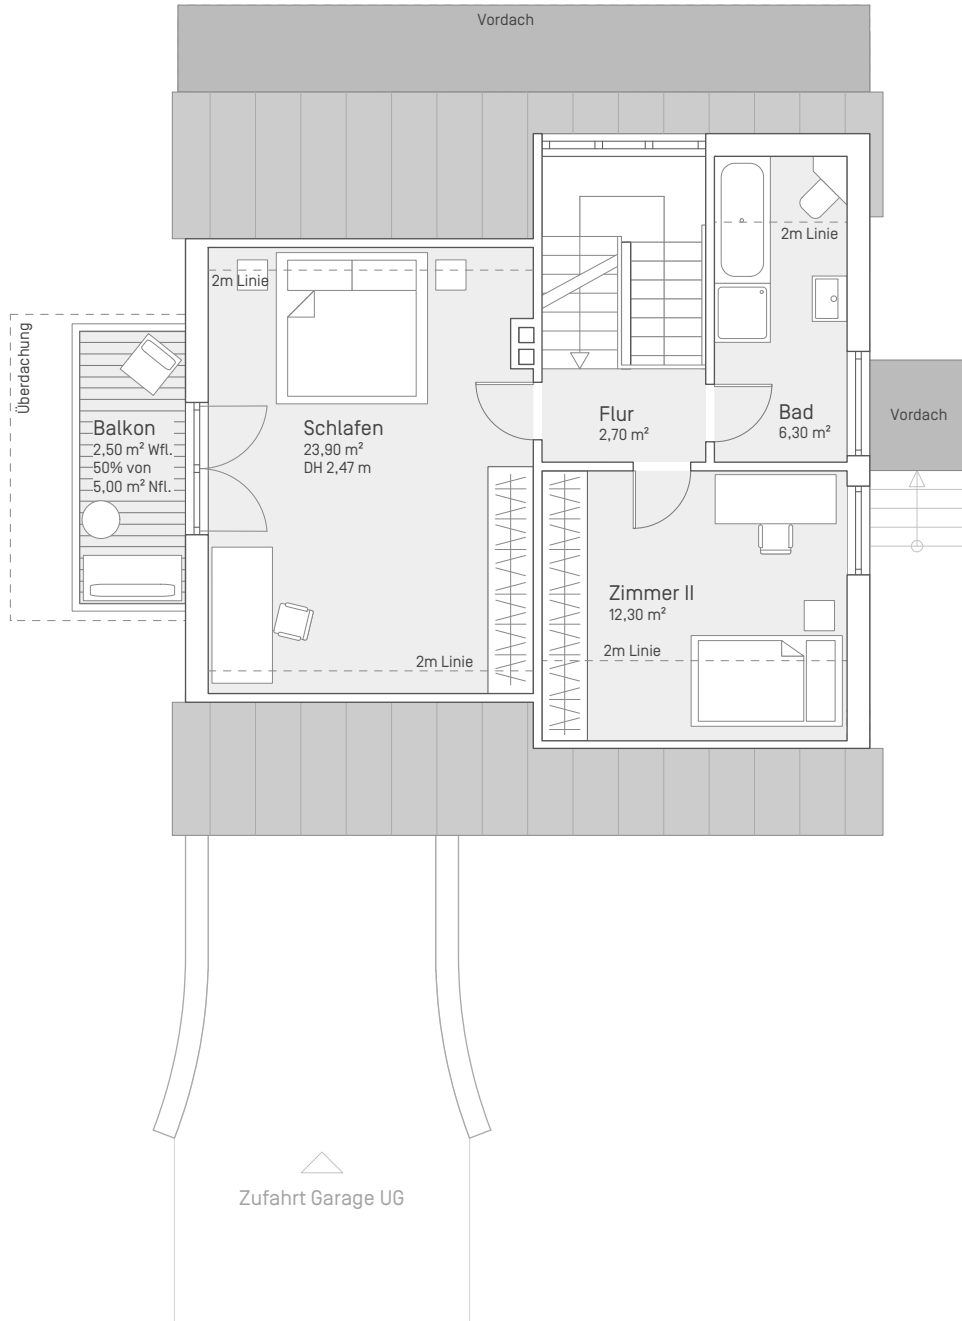 Vordach
2m Linie
2m Linie
Überdachung
Balkon
2,50 m² Wfl.
50% von
5,00 m² Nfl.
Schlafen
23,90 m²
DH 2,47 m
Flur
2,70 m²
Bad
6,30 m²
Vordach
Zimmer II
12,30 m²
2m Linie
2m Linie
Zufahrt Garage UG